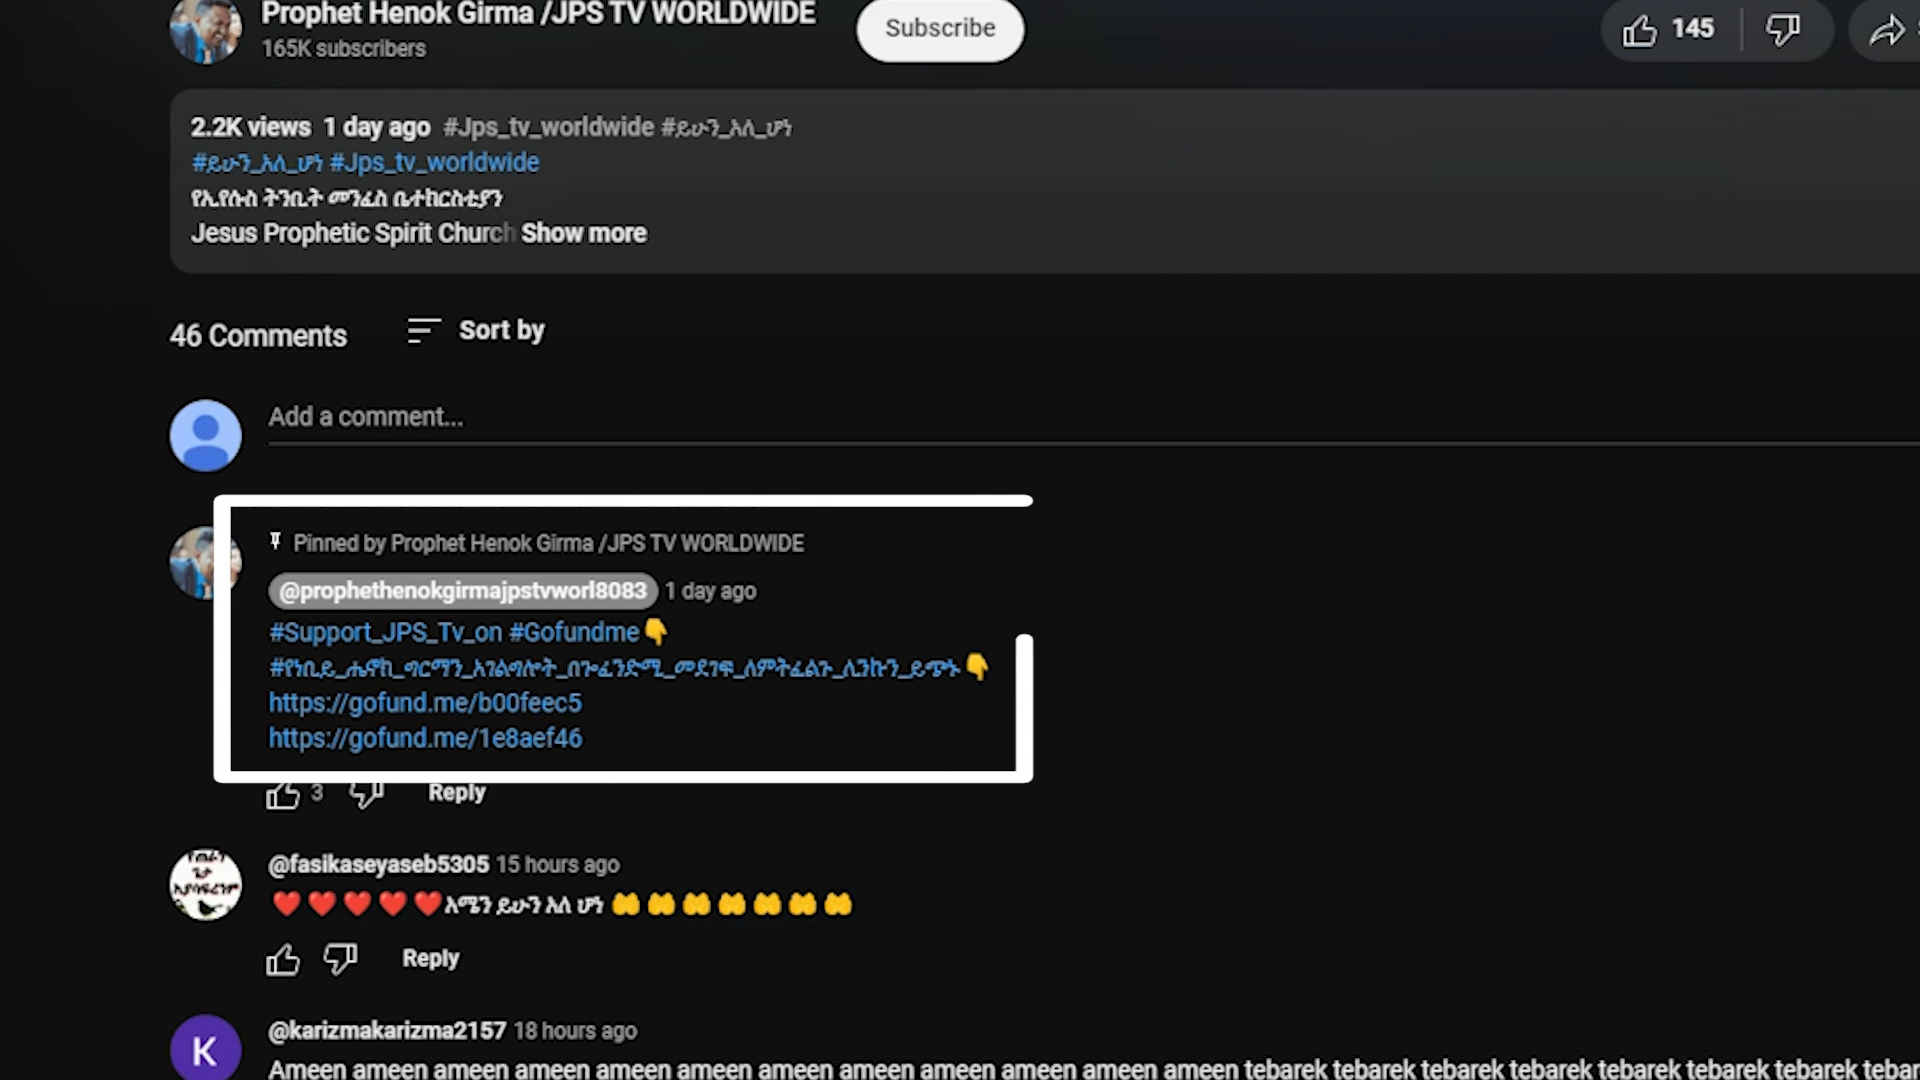 Prophet Henok Girma /JPS TV WORLDWIDE
165K subscribers
Subscribe
145
2.2K views 1 day ago #Jps_tv_worldwide #ይሁን_አለ_ሆነ
#ይሁን_አለ_ሆነ #Jps_tv_worldwide
የኢየሱስ ትንቢት መንፈስ ቤተክርስቲያን
Jesus Prophetic Spirit Church Show more
46 Comments
Sort by
Add a comment...
Pinned by Prophet Henok Girma /JPS TV WORLDWIDE
@prophethenokgirmajpstvworl8083 1 day ago
#Support_JPS_Tv_on #Gofundme👇
#የነቢይ_ሔኖክ_ግርማን_አገልግሎት_በጐፈንድሚ_መደገፍ_ለምትፈልጉ_ሊንኩን_ይጭኑ👇
https://gofund.me/b00feec5
https://gofund.me/1e8aef46
3 Reply
@fasikaseyaseb5305 15 hours ago
❤️❤️❤️❤️❤️አሜን ይሁን አለ ሆነ 🤲🤲🤲🤲🤲🤲🤲
Reply
K
@karizmakarizma2157 18 hours ago
Ameen ameen ameen ameen ameen ameen ameen ameen ameen ameen ameen ameen tebarek tebarek tebarek tebarek tebarek tebarek tebarek